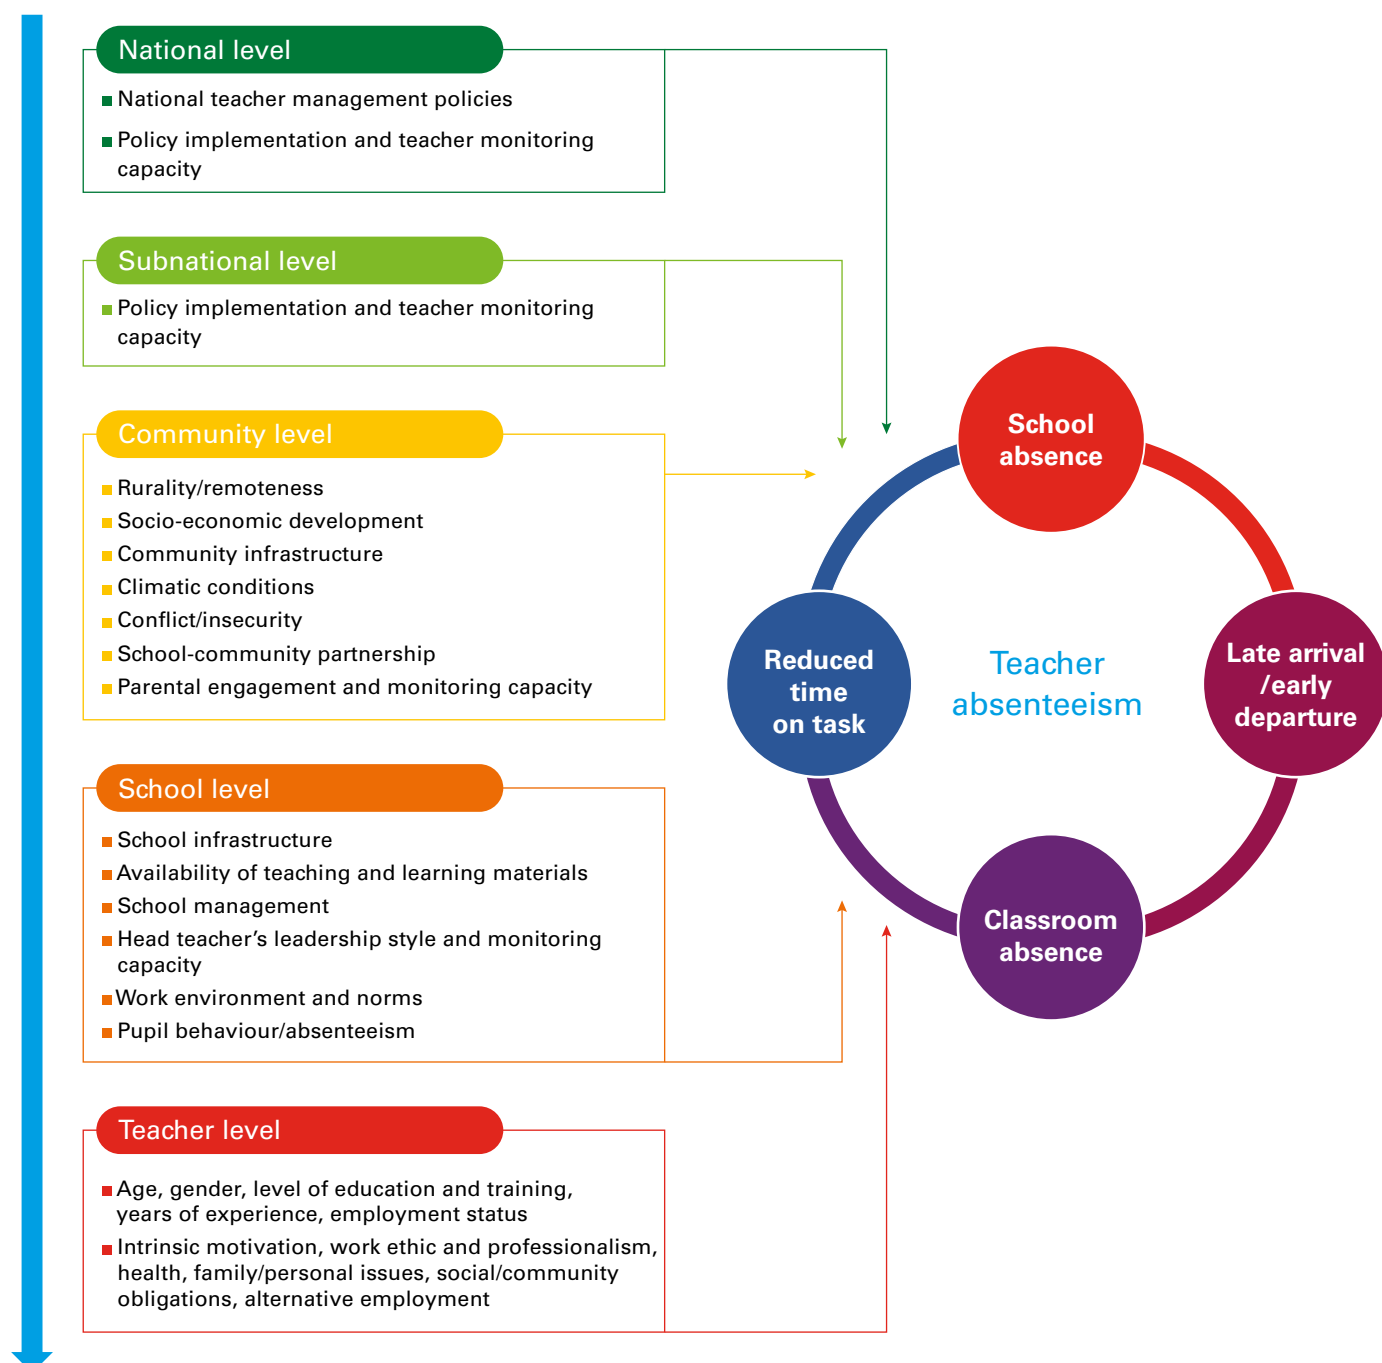 National level
National teacher management policies
Policy implementation and teacher monitoring
capacity
Subnational level
Policy implementation and teacher monitoring
capacity
Community level
Rurality/remoteness
Socio-economic development
Community infrastructure
Climatic conditions
Conflict/insecurity
School-community partnership
Parental engagement and monitoring capacity
School level
School infrastructure
Availability of teaching and learning materials
School management
Head teacher’s leadership style and monitoring
capacity
Work environment and norms
Pupil behaviour/absenteeism
Teacher level
Age, gender, level of education and training,
years of experience, employment status
Intrinsic motivation, work ethic and professionalism,
health, family/personal issues, social/community
obligations, alternative employment
School
absence
Reduced
time
on task
Teacher
absenteeism
Late arrival
/early
departure
Classroom
absence